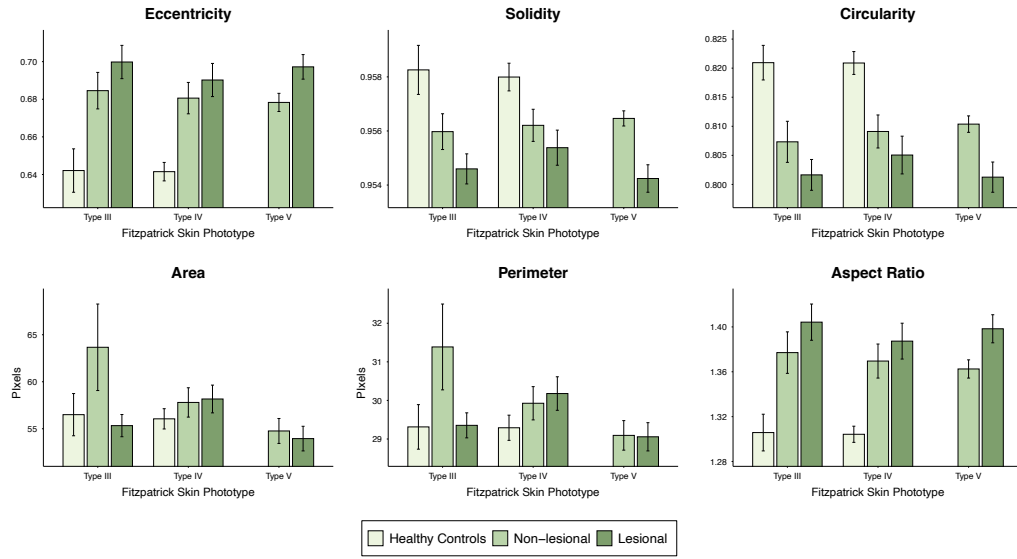 Eccentricity
0.70
0.68
0.66
0.64
Type III Type IV Type V
Fitzpatrick Skin Phototype
Solidity
0.958
0.956
0.954
Type III Type IV Type V
Fitzpatrick Skin Phototype
Circularity
0.825
0.820
0.815
0.810
0.805
0.800
Type III Type IV Type V
Fitzpatrick Skin Phototype
Area
PIxels
65
60
55
Type III Type IV Type V
Fitzpatrick Skin Phototype
Perimeter
PIxels
32
31
30
29
Type III Type IV Type V
Fitzpatrick Skin Phototype
Aspect Ratio
1.40
1.36
1.32
1.28
Type III Type IV Type V
Fitzpatrick Skin Phototype
Healthy Controls Non−lesional Lesional